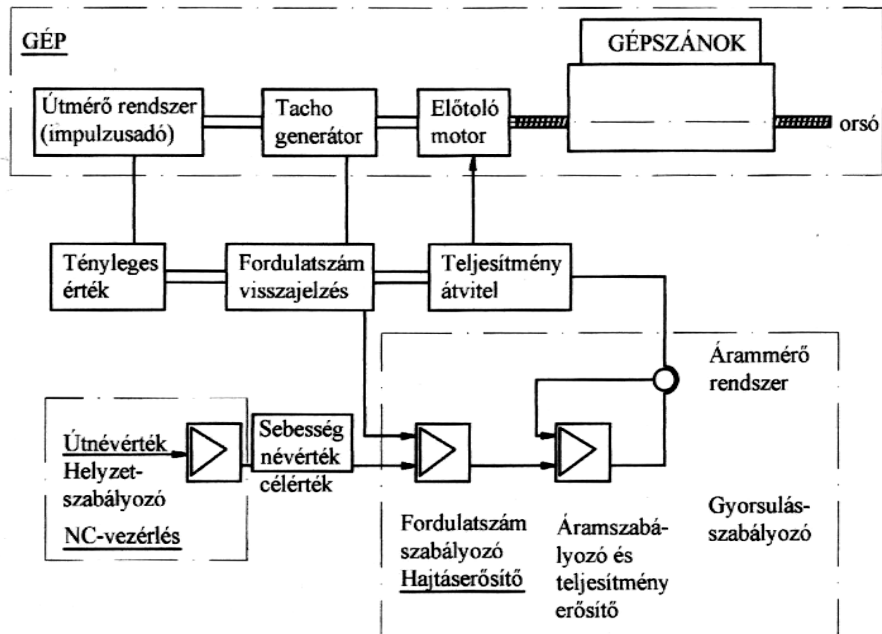 GÉP
GÉPSZÁNOK
Útmérő rendszer
(impulzusadó)
Tacho
generátor
Előtoló
motor
orsó
Tényleges
érték
Fordulatszám
visszajelzés
Teljesítmény
átvitel
Árammérő
rendszer
Útnévérték
Helyzet-
szabályozó
NC-vezérlés
Sebesség
névérték
célérték
Fordulatszám
szabályozó
Hajtáserősítő
Áramszabá-
lyozó és
teljesítmény
erősítő
Gyorsulás-
szabályozó